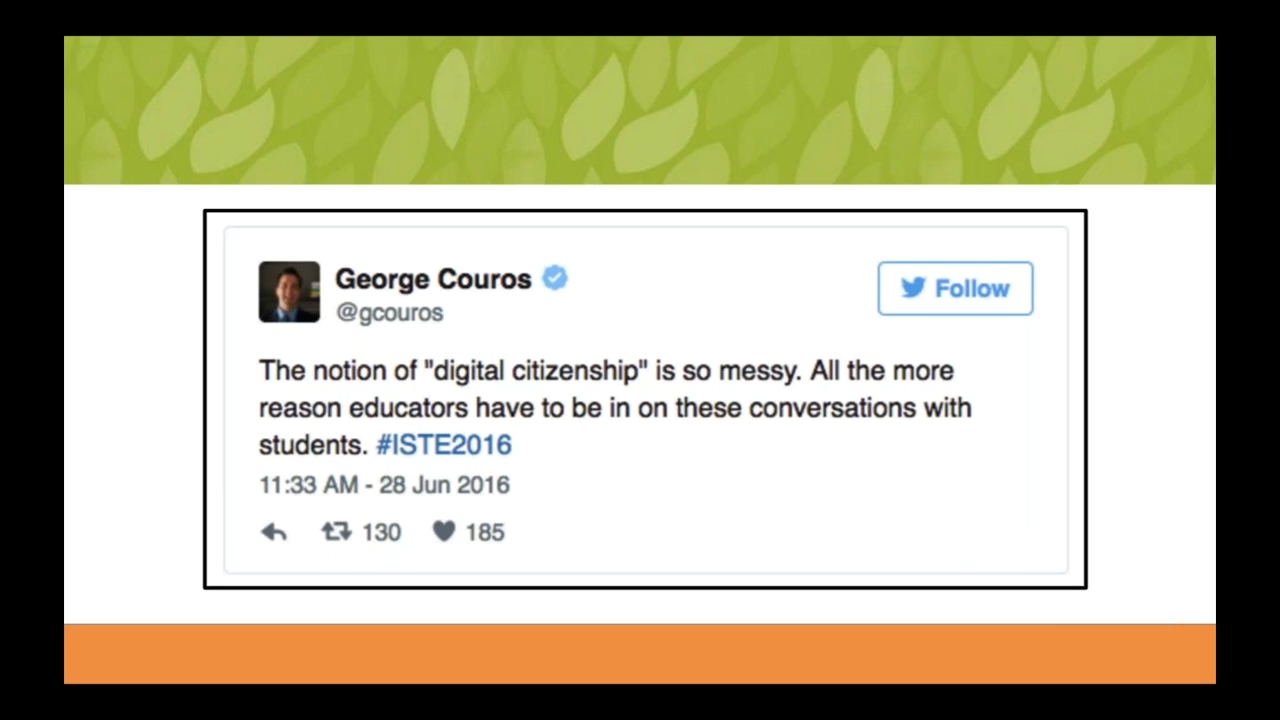 George Couros
@gcouros
Follow
The notion of "digital citizenship" is so messy. All the more
reason educators have to be in on these conversations with
students. #ISTE2016
11:33 AM - 28 Jun 2016
130 185